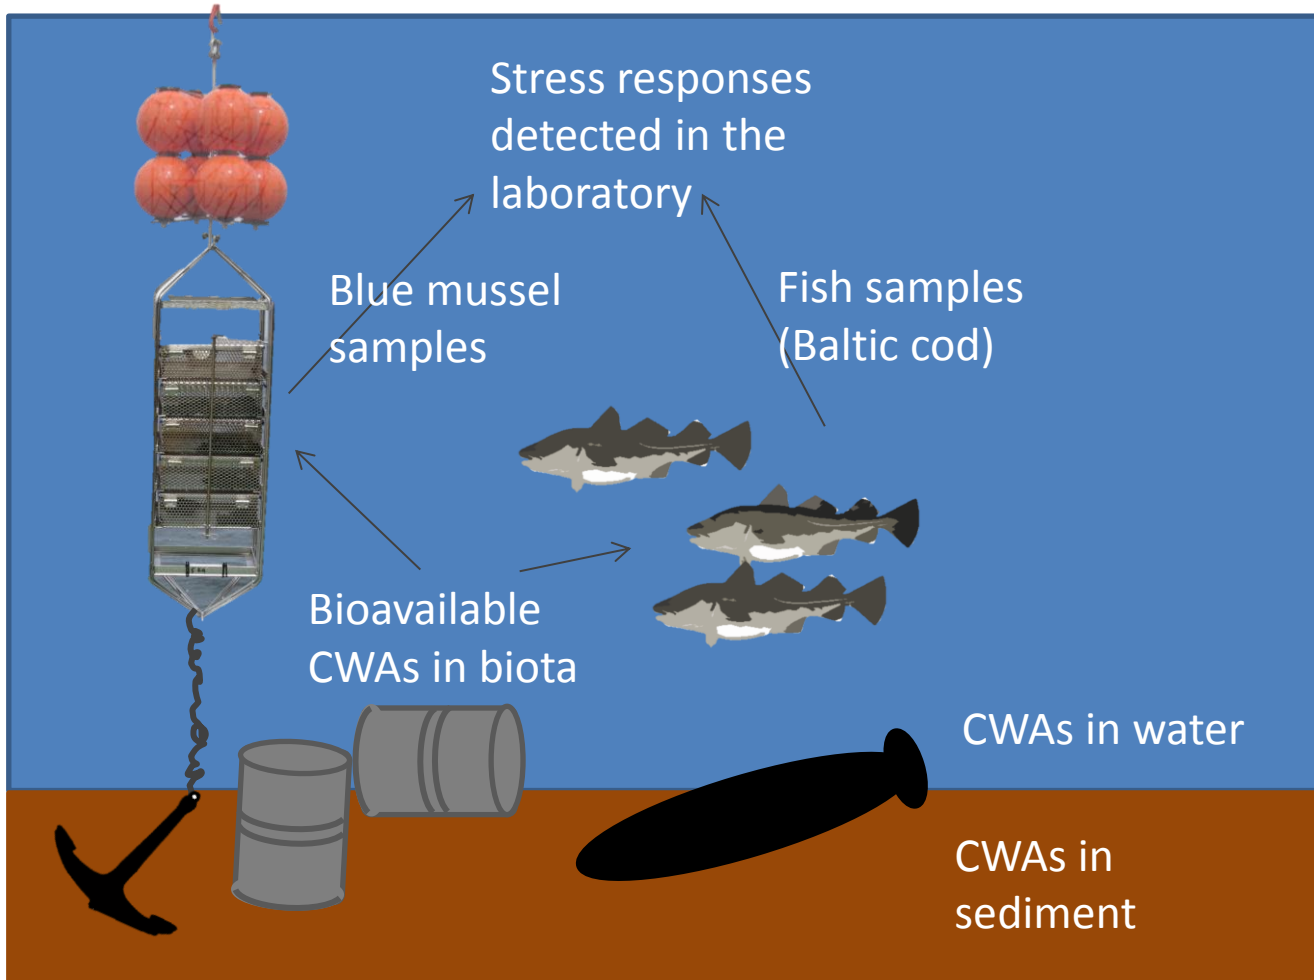 Stress responses
detected in the
laboratory
Blue mussel
samples
Fish samples
(Baltic cod)
Bioavailable
CWAs in biota
CWAs in water
CWAs in
sediment